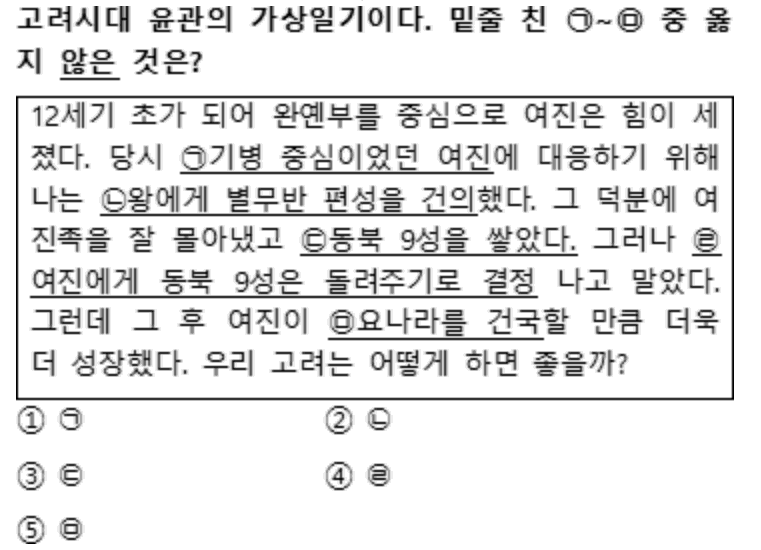 고려시대 윤관의 가상일기이다. 밑줄 친 ㉠~㉤ 중 옳
지 않은 것은?
12세기 초가 되어 완옌부를 중심으로 여진은 힘이 세
졌다. 당시 ㉠기병 중심이었던 여진에 대응하기 위해
나는 ㉡왕에게 별무반 편성을 건의했다. 그 덕분에 여
진족을 잘 몰아냈고 ㉢동북 9성을 쌓았다. 그러나 ㉣
여진에게 동북 9성은 돌려주기로 결정 나고 말았다.
그런데 그 후 여진이 ㉤요나라를 건국할 만큼 더욱
더 성장했다. 우리 고려는 어떻게 하면 좋을까?
① ㉠ ② ㉡
③ ㉢ ④ ㉣
⑤ ㉤